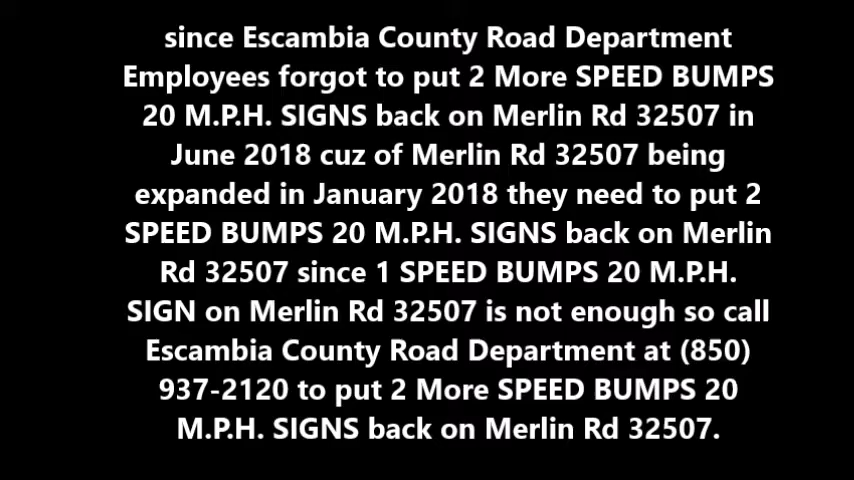 since Escambia County Road Department
Employees forgot to put 2 More SPEED BUMPS
20 M.P.H. SIGNS back on Merlin Rd 32507 in
June 2018 cuz of Merlin Rd 32507 being
expanded in January 2018 they need to put 2
SPEED BUMPS 20 M.P.H. SIGNS back on Merlin
Rd 32507 since 1 SPEED BUMPS 20 M.P.H.
SIGN on Merlin Rd 32507 is not enough so call
Escambia County Road Department at (850)
937-2120 to put 2 More SPEED BUMPS 20
M.P.H. SIGNS back on Merlin Rd 32507.